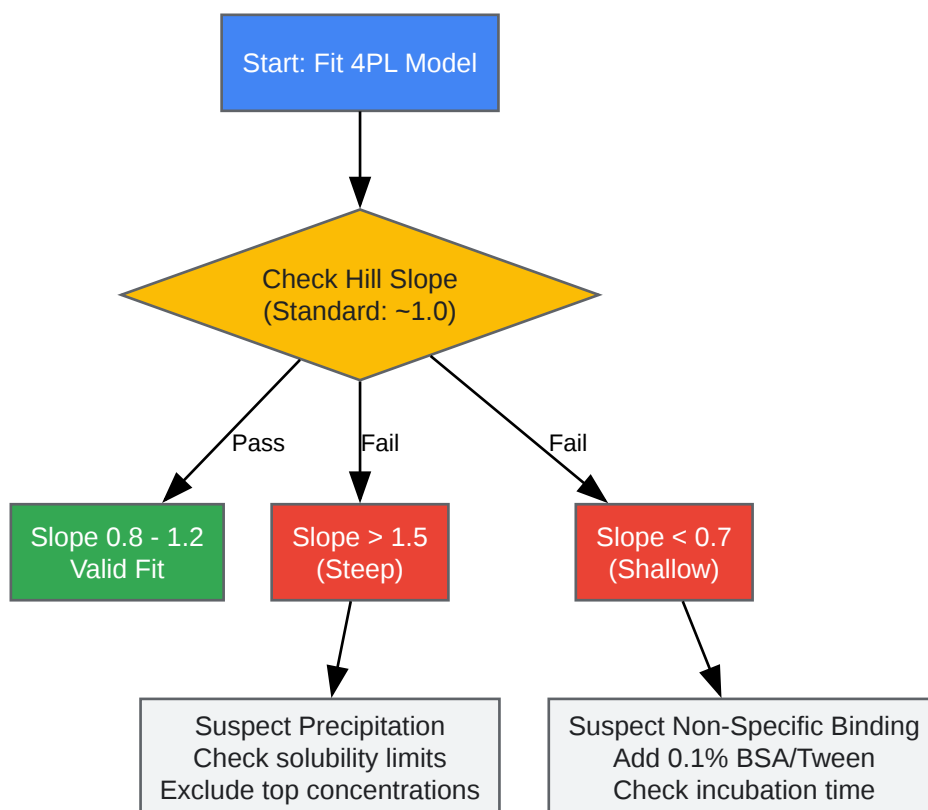 Start: Fit 4PL Model
Check Hill Slope
(Standard: ~1.0)
Pass
Fail
Fail
Slope 0.8 - 1.2
Valid Fit
Slope > 1.5
(Steep)
Slope < 0.7
(Shallow)
Suspect Precipitation
Check solubility limits
Exclude top concentrations
Suspect Non-Specific Binding
Add 0.1% BSA/Tween
Check incubation time